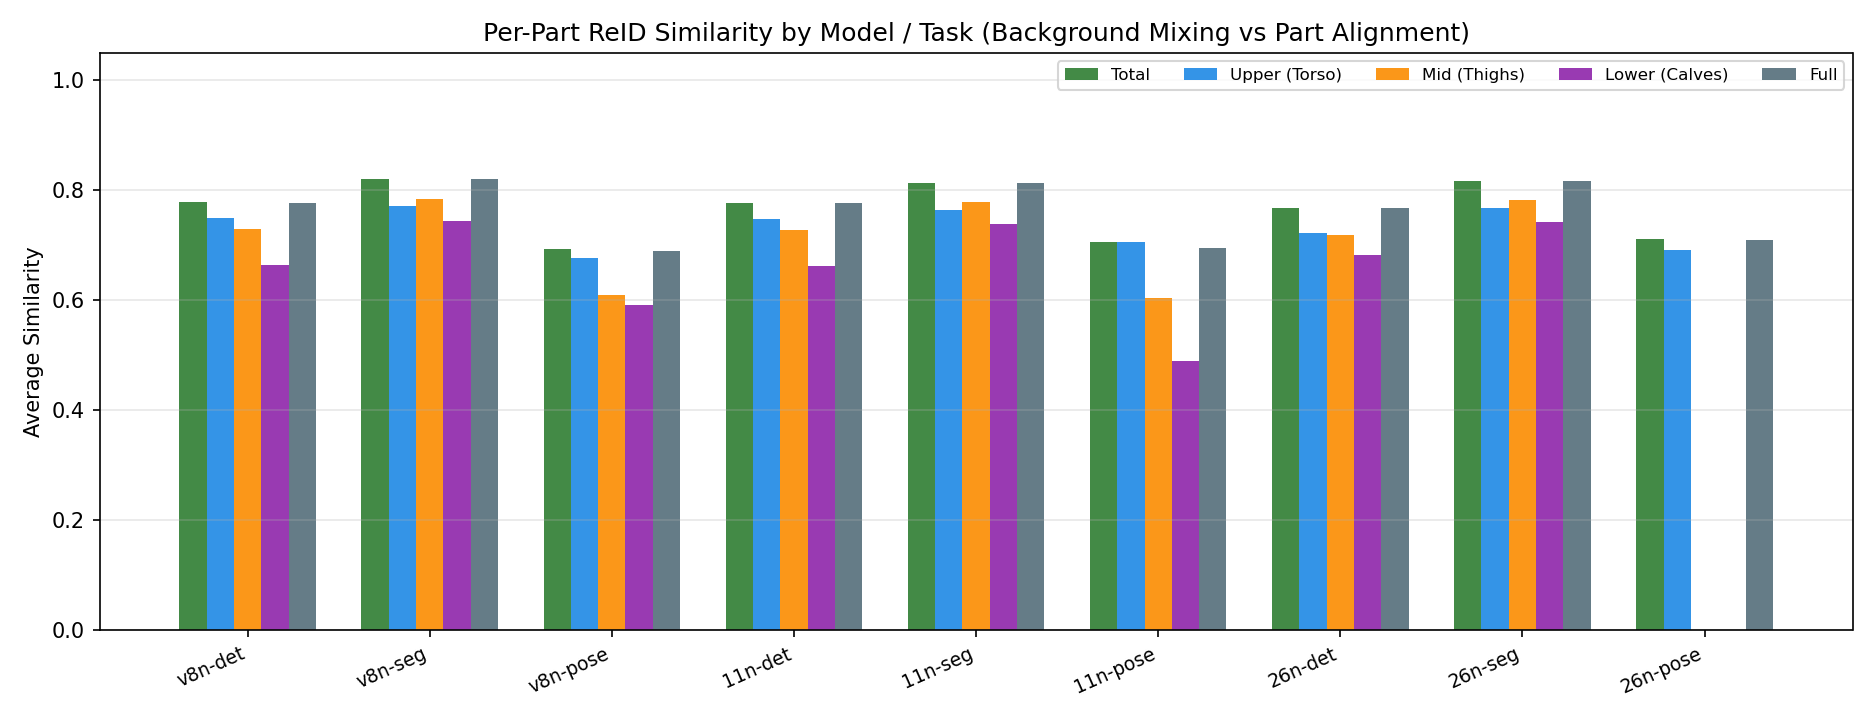 Per-Part ReID Similarity by Model / Task (Background Mixing vs Part Alignment)
Total Upper (Torso) Mid (Thighs) Lower (Calves) Full
Average Similarity
1.0
0.8
0.6
0.4
0.2
0.0
v8n-det v8n-seg v8n-pose 11n-det 11n-seg 11n-pose 26n-det 26n-seg 26n-pose